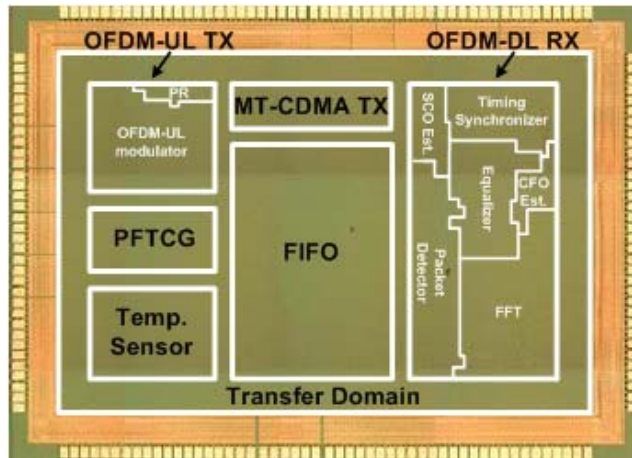 OFDM-UL TX
OFDM-DL RX
PR
OFDM-UL
modulator
MT-CDMA TX
SCO Est.
Timing
Synchronizer
Equalizer
CFO
Est.
PFTCG
FIFO
Packet
Detector
FFT
Temp.
Sensor
Transfer Domain